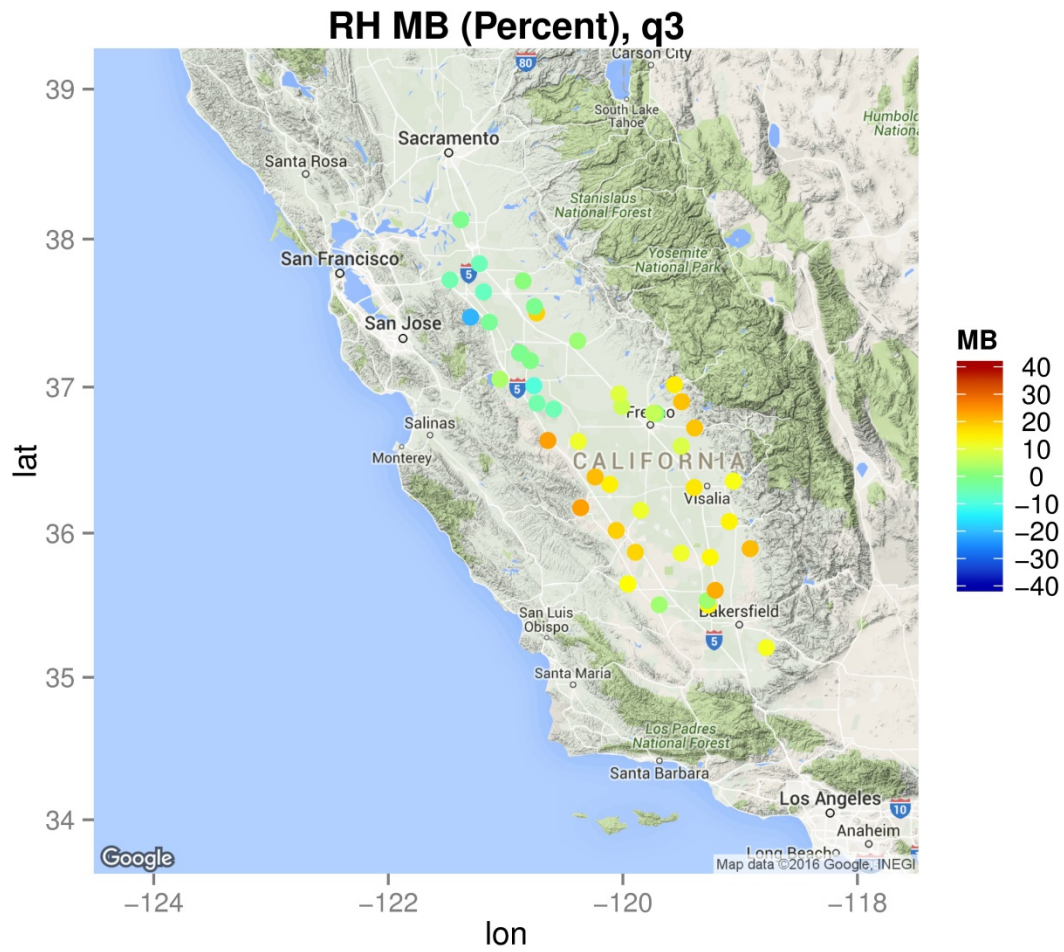 RH MB (Percent), q3
39
38
37
36
35
34
lat
−124
−122
−120
−118
lon
80
Carson City
South Lake
Tahoe
Sacramento
Santa Rosa
Stanislaus
National Forest
Yosemite
National Park
San Francisco
5
San Jose
5
Salinas
Monterey
CALIFORNIA
Visalia
San Luis
Obispo
Bakersfield
5
Santa Maria
Los Padres
National Forest
Santa Barbara
Los Angeles
10
Anaheim
Long Beach
Google
Map data ©2016 Google, INEGI
MB
40
30
20
10
0
−10
−20
−30
−40